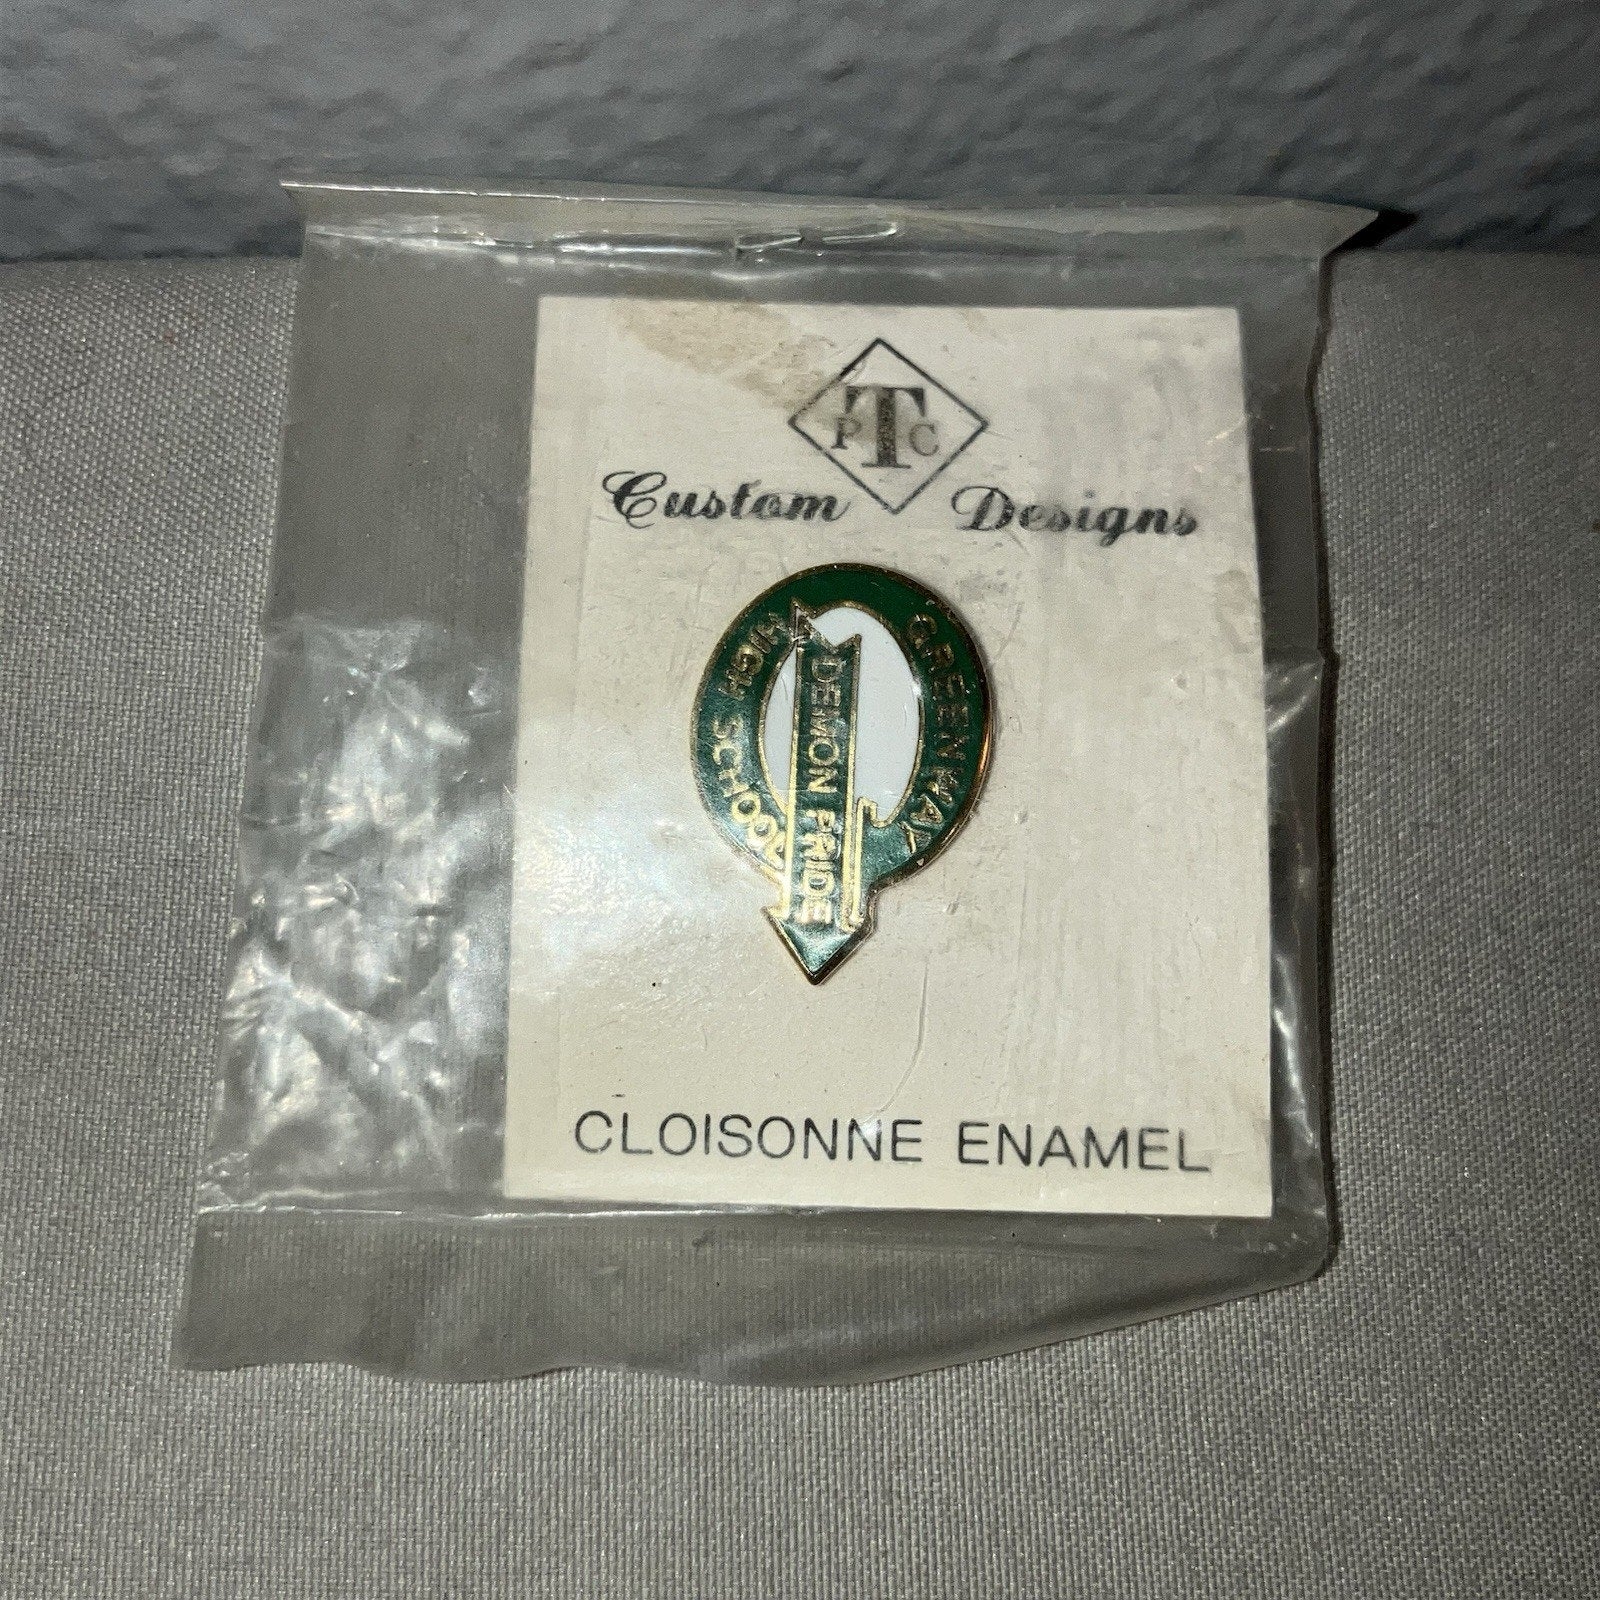 PTC
Custom Designs
GREENWAY
HIGH SCHOOL
DEMON PRIDE
CLOISONNE ENAMEL